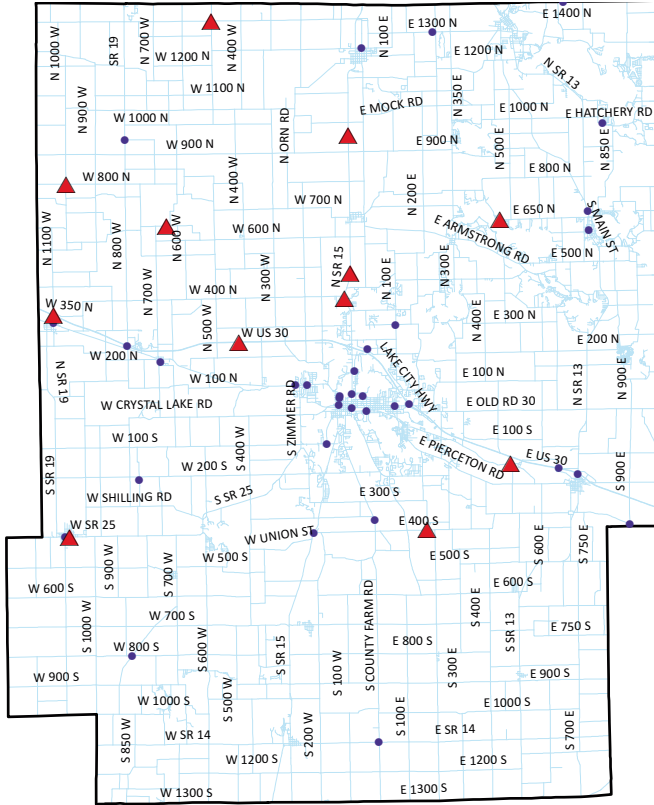 E 1400 N
E 1300 N
N 1000 W
SR 19
N 700 W
W 1200 N
N 400 W
N 100 E
E 1200 N
N SR 13
W 1100 N
N 900 W
N ORN RD
E MOCK RD
N 350 E
E 1000 N
E HATCHERY RD
W 1000 N
W 900 N
E 900 N
N 500 E
N 850 E
W 800 N
N 400 W
E 800 N
W 700 N
N 200 E
E 650 N
S MAIN ST
N 1100 W
N 800 W
N 600 W
W 600 N
E ARMSTRONG RD
E 500 N
N 300 W
N SR 15
N 100 E
N 300 E
N 700 W
W 400 N
W 350 N
N 500 W
W US 30
N 400 E
E 300 N
E 200 N
W 200 N
LAKE CITY HWY
N SR 19
W 100 N
E 100 N
N SR 13
N 900 E
W CRYSTAL LAKE RD
S ZIMMER RD
E OLD RD 30
W 100 S
E 100 S
S 400 W
W 200 S
E PIERCETON RD
E US 30
S SR 19
S 900 E
W SHILLING RD
S SR 25
E 300 S
W SR 25
W UNION ST
E 400 S
W 500 S
E 500 S
S 600 E
S 750 E
S 900 W
S 700 W
W 600 S
E 600 S
S 1000 W
W 700 S
S COUNTY FARM RD
S 400 E
S SR 13
E 750 S
W 800 S
S 600 W
S SR 15
E 800 S
W 900 S
S 100 W
S 300 E
E 900 S
W 1000 S
S 500 W
E 1000 S
S 850 W
W SR 14
S 200 W
S 100 E
E SR 14
S 700 E
W 1200 S
E 1200 S
W 1300 S
E 1300 S